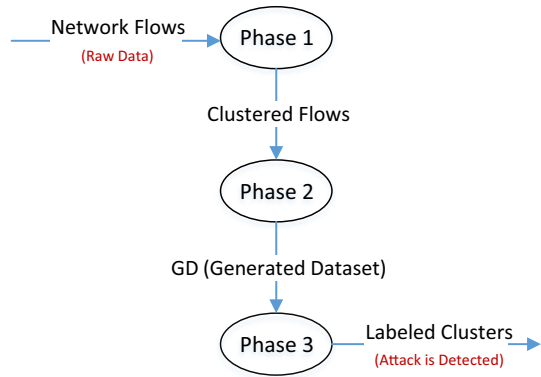 Network Flows
(Raw Data)
Phase 1
Clustered Flows
Phase 2
GD (Generated Dataset)
Phase 3
Labeled Clusters
(Attack is Detected)